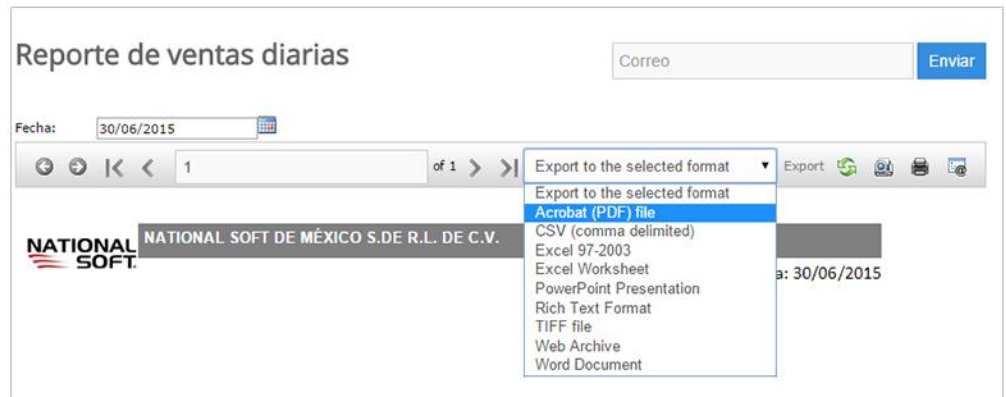 Reporte de ventas diarias
Correo
Enviar
Fecha: 30/06/2015
1 of 1 Export to the selected format Export
Export to the selected format
Acrobat (PDF) file
CSV (comma delimited)
Excel 97-2003
Excel Worksheet
PowerPoint Presentation
Rich Text Format
TIFF file
Web Archive
Word Document
NATIONAL SOFT.
NATIONAL SOFT DE MÉXICO S.DE R.L. DE C.V.
a: 30/06/2015